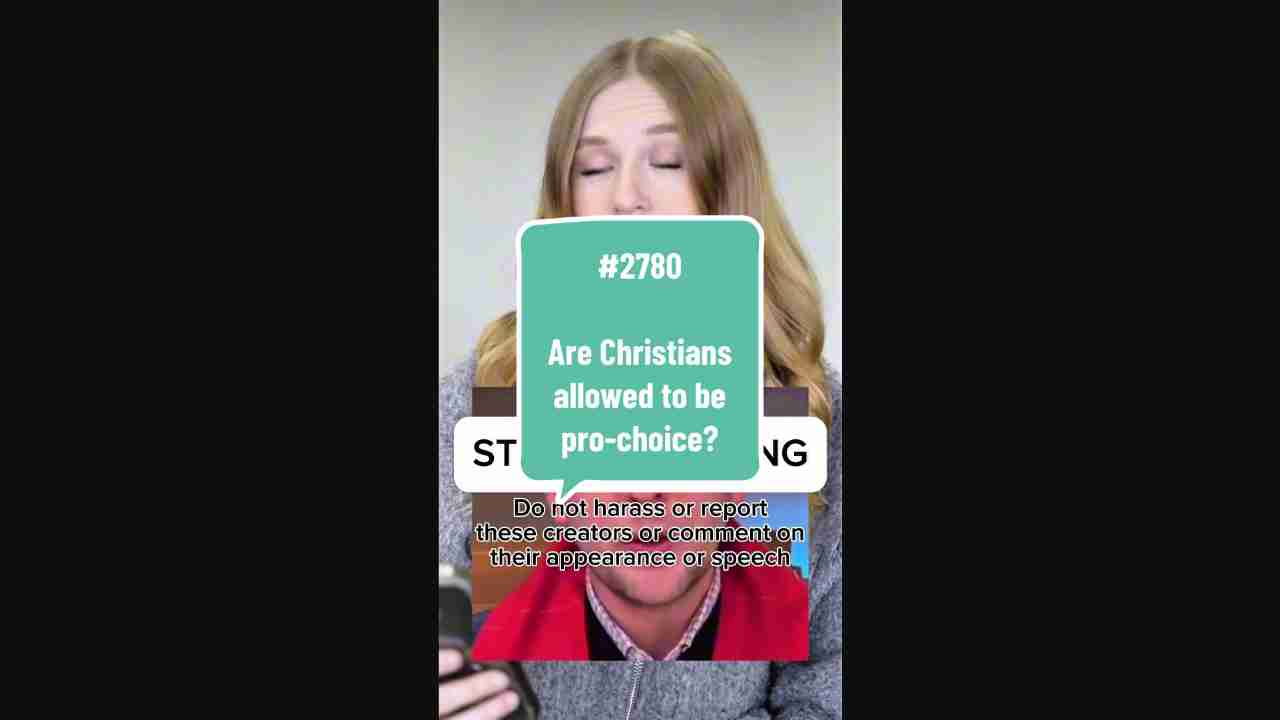 #2780
Are Christians
allowed to be
pro-choice?
ST NG
Do not harass or report
these creators or comment on
their appearance or speech